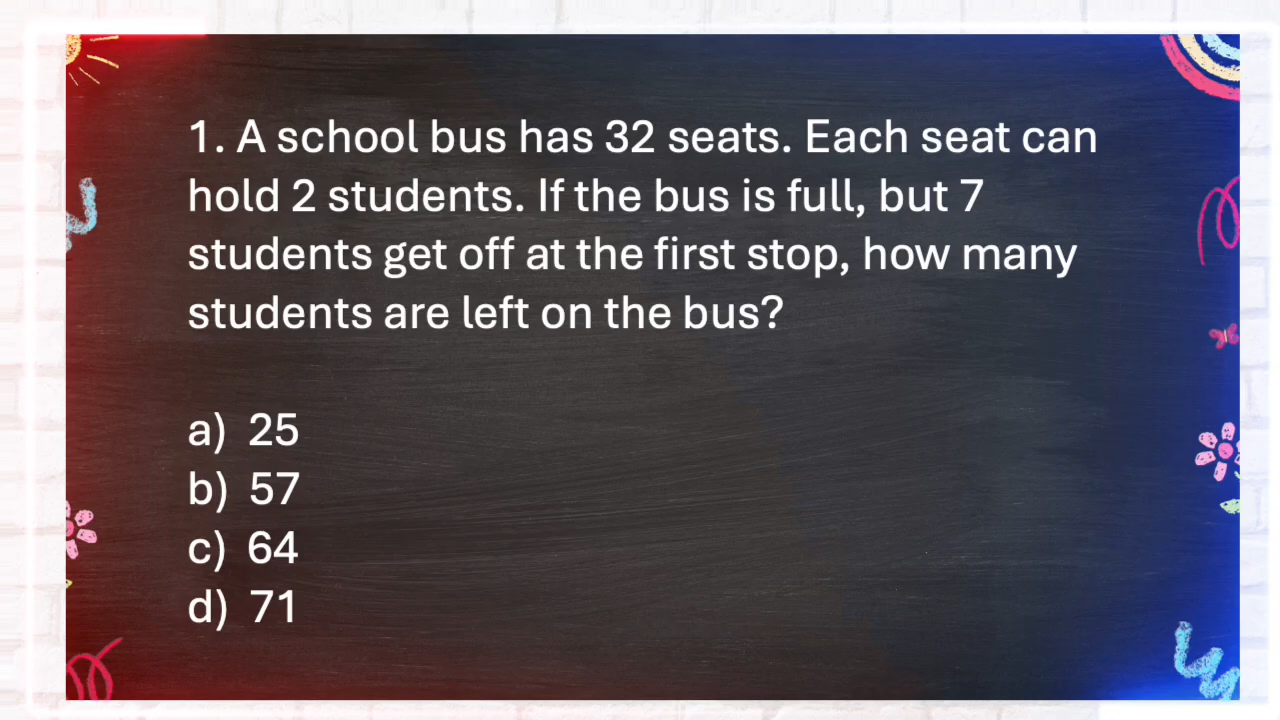 1. A school bus has 32 seats. Each seat can
hold 2 students. If the bus is full, but 7
students get off at the first stop, how many
students are left on the bus?
a) 25
b) 57
c) 64
d) 71